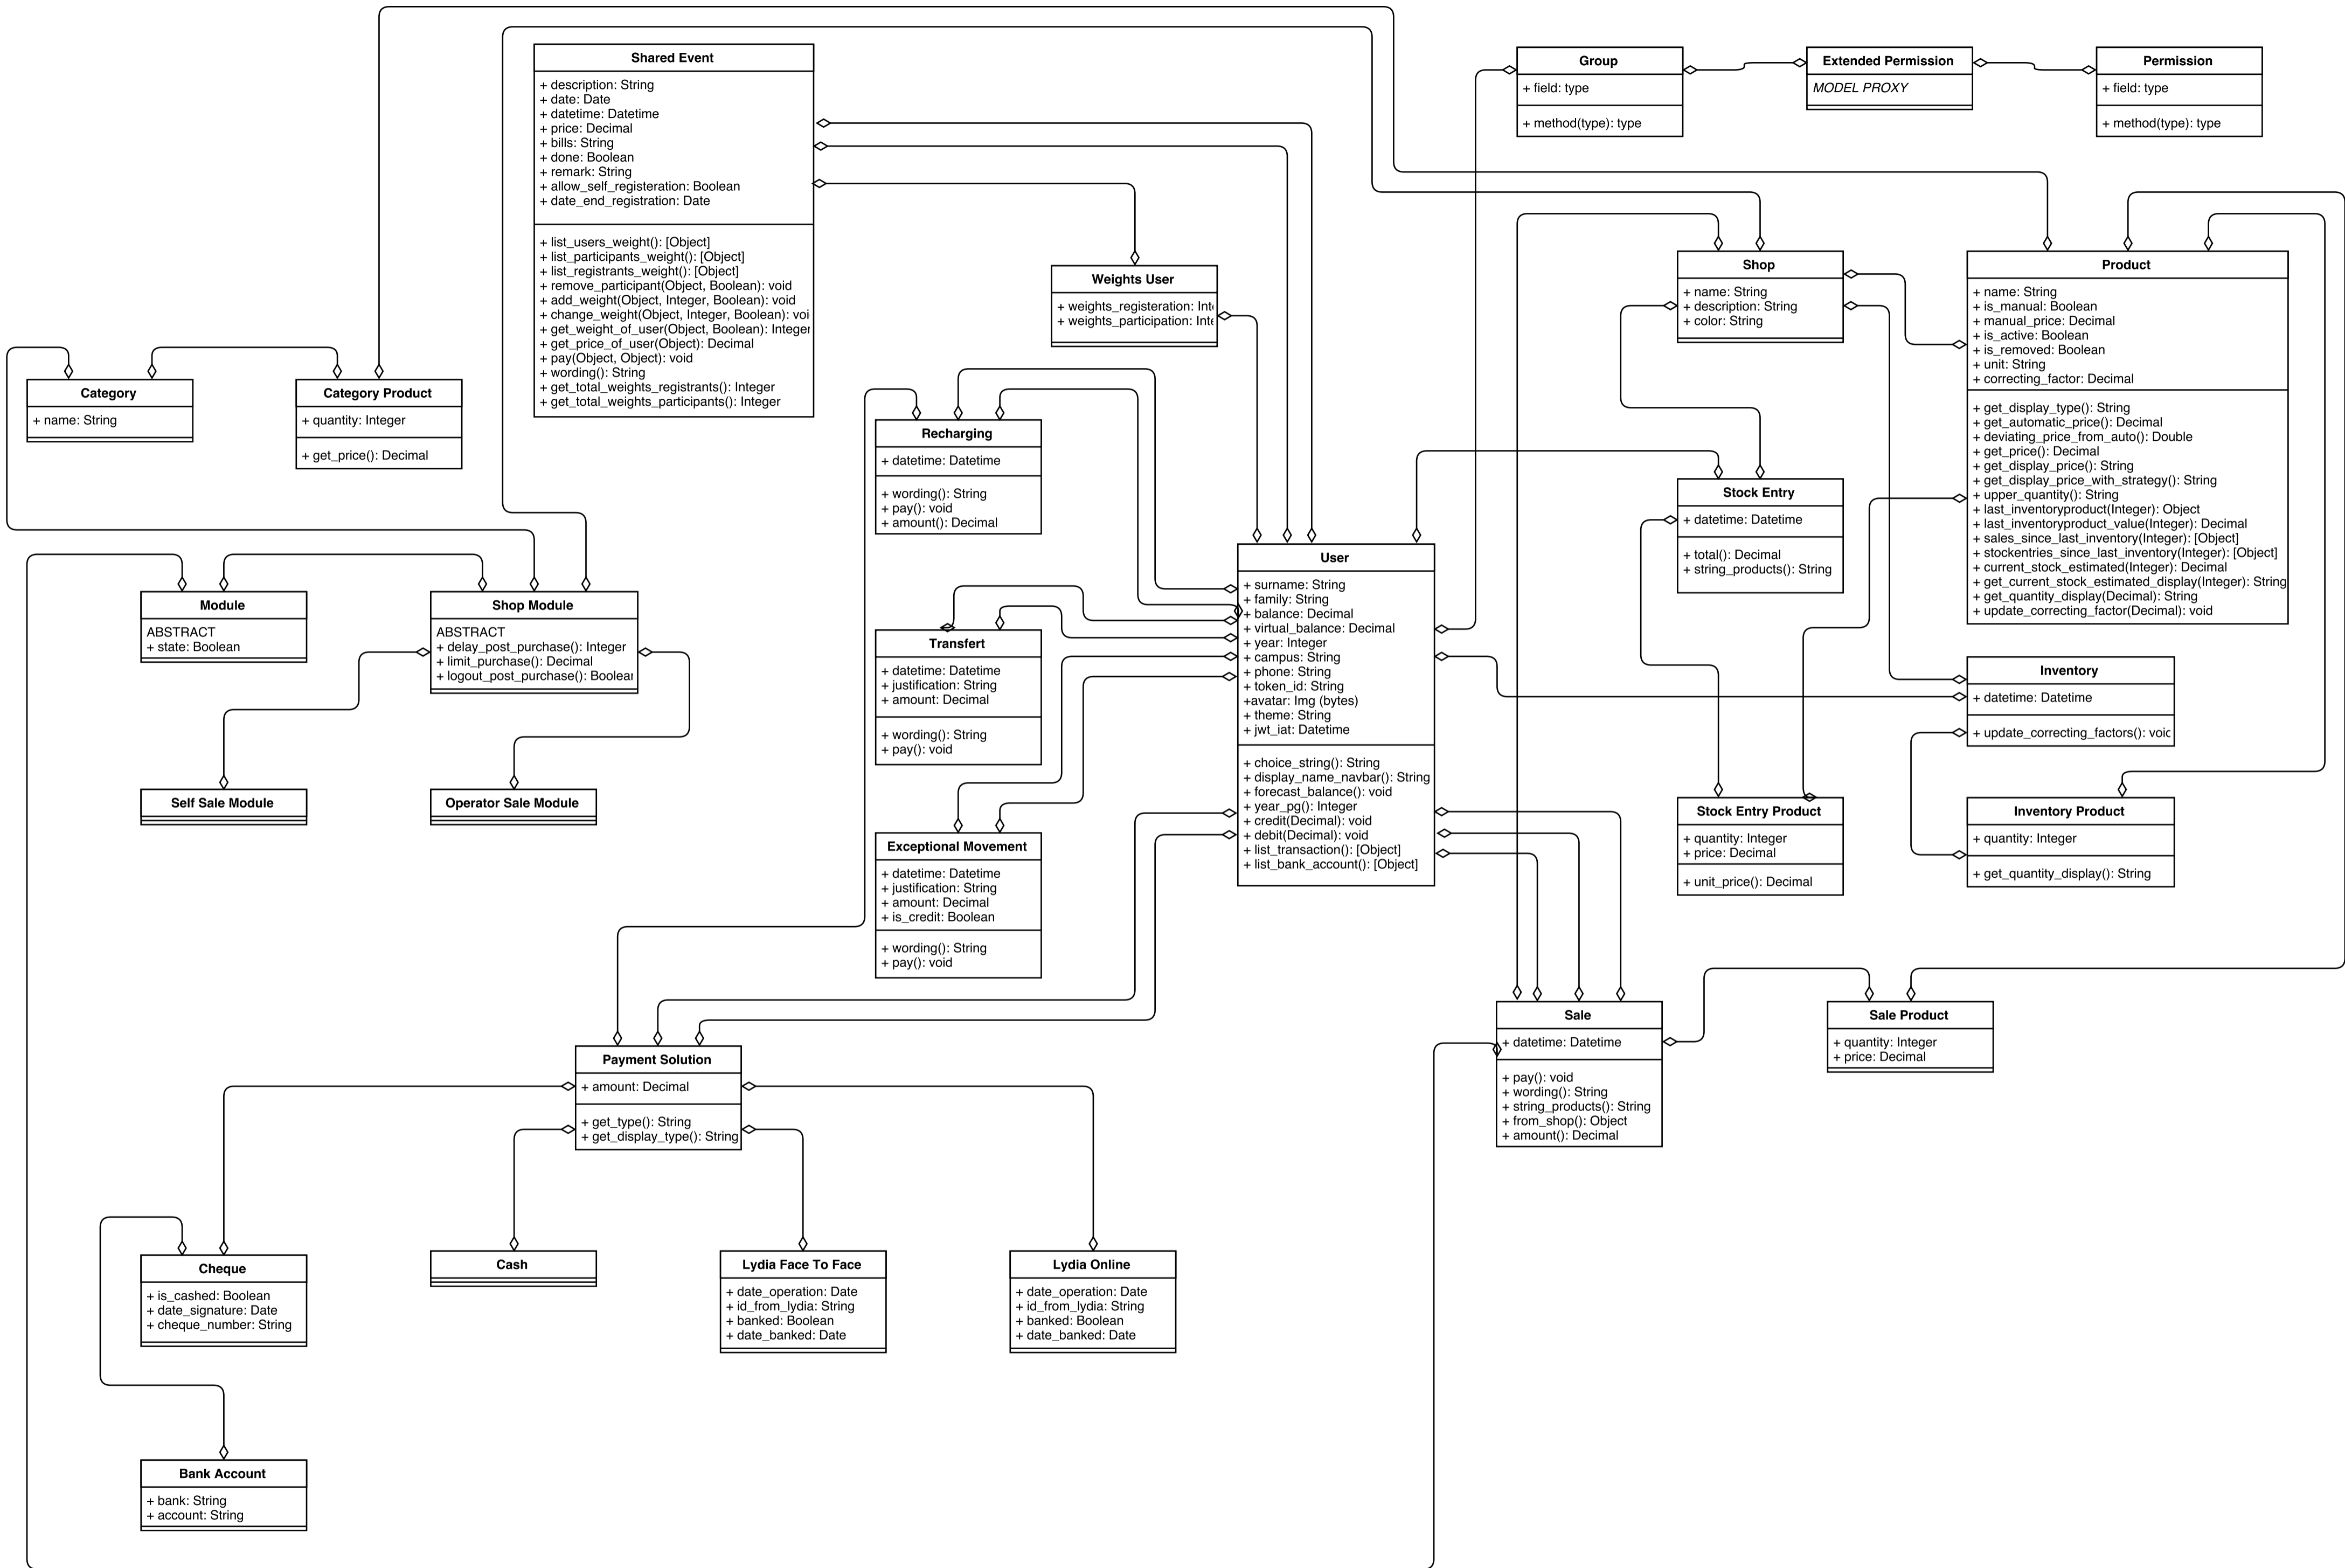 Shared Event
+ description: String
+ date: Date
+ datetime: Datetime
+ price: Decimal
+ bills: String
+ done: Boolean
+ remark: String
+ allow_self_registeration: Boolean
+ date_end_registration: Date
+ list_users_weight(): [Object]
+ list_participants_weight(): [Object]
+ list_registrants_weight(): [Object]
+ remove_participant(Object, Boolean): void
+ add_weight(Object, Integer, Boolean): void
+ change_weight(Object, Integer, Boolean): voi
+ get_weight_of_user(Object, Boolean): Integer
+ get_price_of_user(Object): Decimal
+ pay(Object, Object): void
+ wording(): String
+ get_total_weights_registrants(): Integer
+ get_total_weights_participants(): Integer
Group
+ field: type
+ method(type): type
Extended Permission
MODEL PROXY
Permission
+ field: type
+ method(type): type
Weights User
+ weights_registeration: Inte
+ weights_participation: Inte
Shop
+ name: String
+ description: String
+ color: String
Product
+ name: String
+ is_manual: Boolean
+ manual_price: Decimal
+ is_active: Boolean
+ is_removed: Boolean
+ unit: String
+ correcting_factor: Decimal
+ get_display_type(): String
+ get_automatic_price(): Decimal
+ deviating_price_from_auto(): Double
+ get_price(): Decimal
+ get_display_price(): String
+ get_display_price_with_strategy(): String
+ upper_quantity(): String
+ last_inventoryproduct(Integer): Object
+ last_inventoryproduct_value(Integer): Decimal
+ sales_since_last_inventory(Integer): [Object]
+ stockentries_since_last_inventory(Integer): [Object]
+ current_stock_estimated(Integer): Decimal
+ get_current_stock_estimated_display(Integer): String
+ get_quantity_display(Decimal): String
+ update_correcting_factor(Decimal): void
Category
+ name: String
Category Product
+ quantity: Integer
+ get_price(): Decimal
Recharging
+ datetime: Datetime
+ wording(): String
+ pay(): void
+ amount(): Decimal
Stock Entry
+ datetime: Datetime
+ total(): Decimal
+ string_products(): String
User
+ surname: String
+ family: String
+ balance: Decimal
+ virtual_balance: Decimal
+ year: Integer
+ campus: String
+ phone: String
+ token_id: String
+avatar: Img (bytes)
+ theme: String
+ jwt_iat: Datetime
+ choice_string(): String
+ display_name_navbar(): String
+ forecast_balance(): void
+ year_pg(): Integer
+ credit(Decimal): void
+ debit(Decimal): void
+ list_transaction(): [Object]
+ list_bank_account(): [Object]
Module
ABSTRACT
+ state: Boolean
Shop Module
ABSTRACT
+ delay_post_purchase(): Integer
+ limit_purchase(): Decimal
+ logout_post_purchase(): Boolear
Transfert
+ datetime: Datetime
+ justification: String
+ amount: Decimal
+ wording(): String
+ pay(): void
Inventory
+ datetime: Datetime
+ update_correcting_factors(): voic
Self Sale Module
Operator Sale Module
Stock Entry Product
+ quantity: Integer
+ price: Decimal
+ unit_price(): Decimal
Inventory Product
+ quantity: Integer
+ get_quantity_display(): String
Exceptional Movement
+ datetime: Datetime
+ justification: String
+ amount: Decimal
+ is_credit: Boolean
+ wording(): String
+ pay(): void
Sale
+ datetime: Datetime
+ pay(): void
+ wording(): String
+ string_products(): String
+ from_shop(): Object
+ amount(): Decimal
Sale Product
+ quantity: Integer
+ price: Decimal
Payment Solution
+ amount: Decimal
+ get_type(): String
+ get_display_type(): String
Cheque
+ is_cashed: Boolean
+ date_signature: Date
+ cheque_number: String
Cash
Lydia Face To Face
+ date_operation: Date
+ id_from_lydia: String
+ banked: Boolean
+ date_banked: Date
Lydia Online
+ date_operation: Date
+ id_from_lydia: String
+ banked: Boolean
+ date_banked: Date
Bank Account
+ bank: String
+ account: String